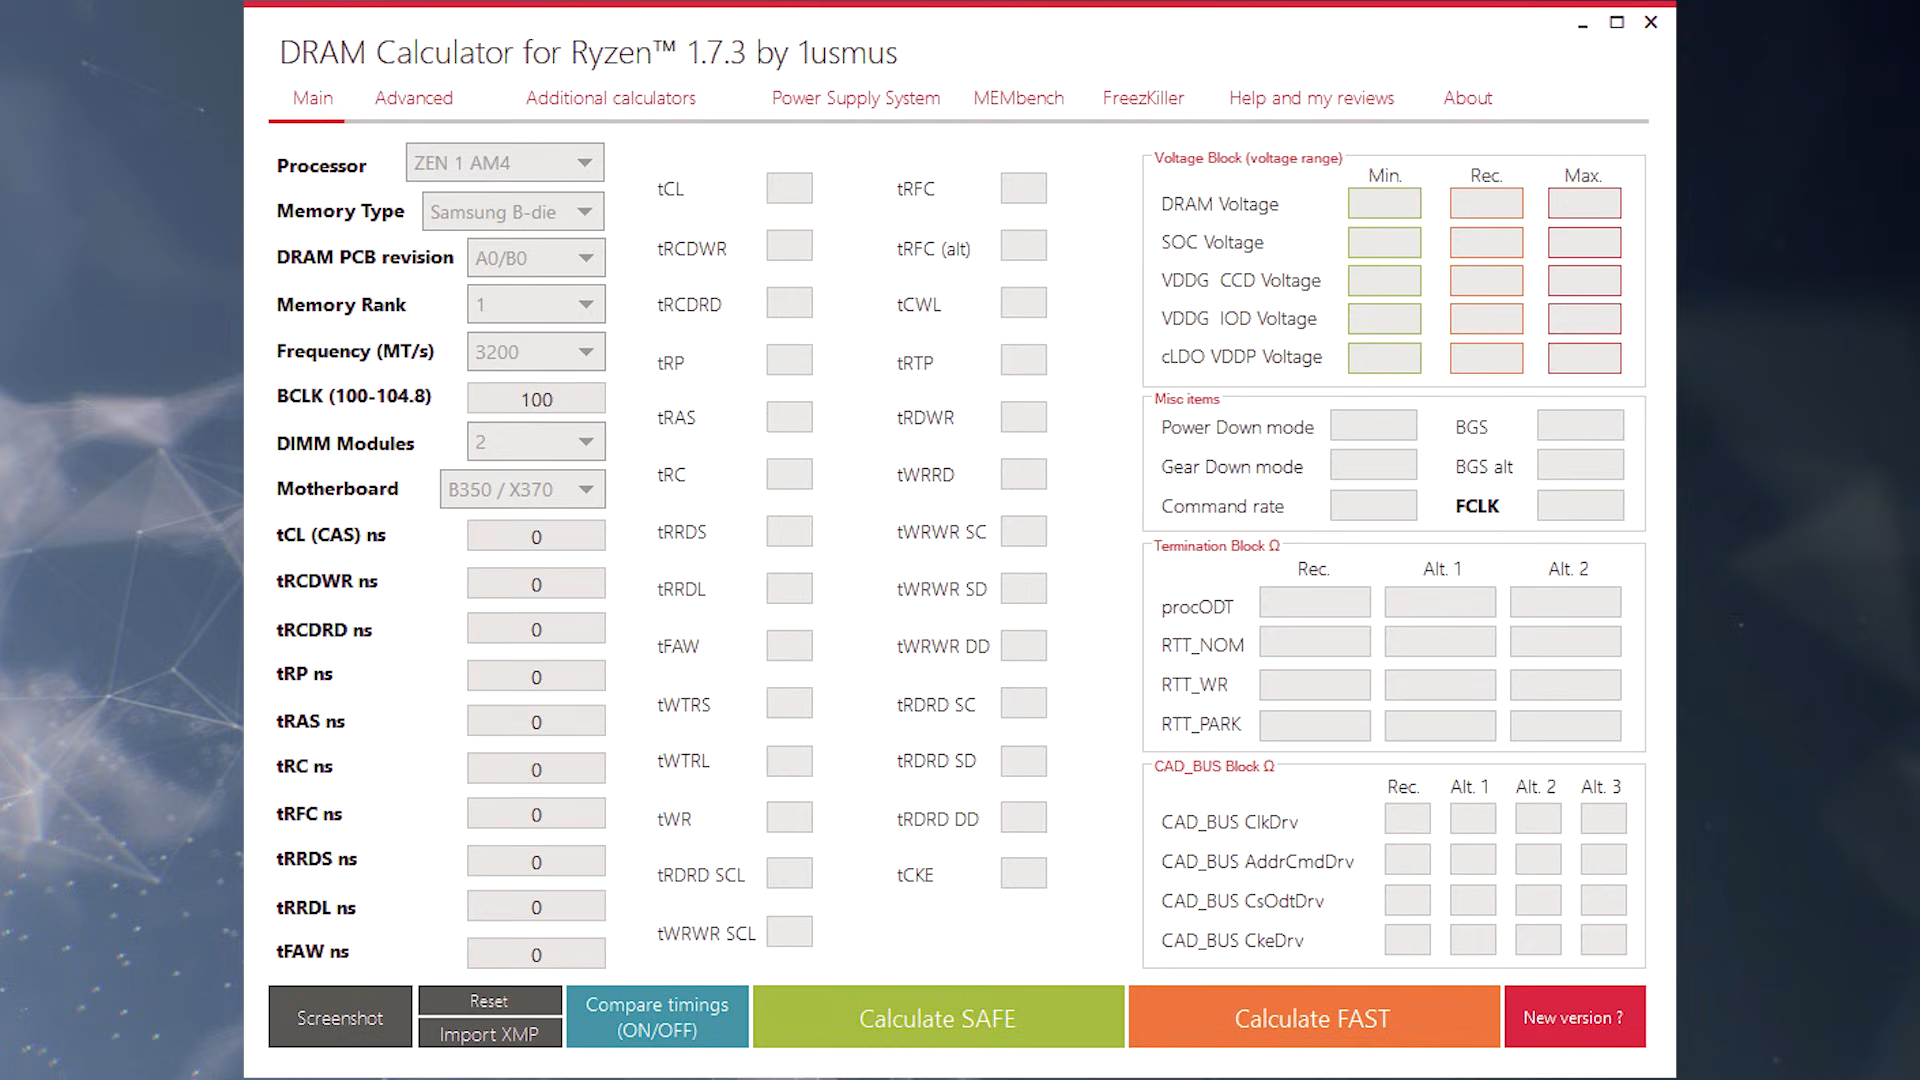 DRAM Calculator for Ryzen™ 1.7.3 by 1usmus
Main Advanced Additional calculators Power Supply System MEMbench FreezKiller Help and my reviews About
Processor ZEN 1 AM4
Memory Type Samsung B-die
DRAM PCB revision A0/B0
Memory Rank 1
Frequency (MT/s) 3200
BCLK (100-104.8) 100
DIMM Modules 2
Motherboard B350 / X370
tCL (CAS) ns 0
tRCDWR ns 0
tRCDRD ns 0
tRP ns 0
tRAS ns 0
tRC ns 0
tRFC ns 0
tRRDS ns 0
tRRDL ns 0
tFAW ns 0
tCL
tRCDWR
tRCDRD
tRP
tRAS
tRC
tRRDS
tRRDL
tFAW
tWTRS
tWTRL
tWR
tRDRD SCL
tWRWR SCL
tRFC
tRFC (alt)
tCWL
tRTP
tRDWR
tWRRD
tWRWR SC
tWRWR SD
tWRWR DD
tRDRD SC
tRDRD SD
tRDRD DD
tCKE
Voltage Block (voltage range)
Min. Rec. Max.
DRAM Voltage
SOC Voltage
VDDG CCD Voltage
VDDG IOD Voltage
cLDO VDDP Voltage
Misc items
Power Down mode BGS
Gear Down mode BGS alt
Command rate FCLK
Termination Block Ω
Rec. Alt. 1 Alt. 2
procODT
RTT_NOM
RTT_WR
RTT_PARK
CAD_BUS Block Ω
Rec. Alt. 1 Alt. 2 Alt. 3
CAD_BUS ClkDrv
CAD_BUS AddrCmdDrv
CAD_BUS CsOdtDrv
CAD_BUS CkeDrv
Screenshot
Reset
Import XMP
Compare timings
(ON/OFF)
Calculate SAFE
Calculate FAST
New version ?